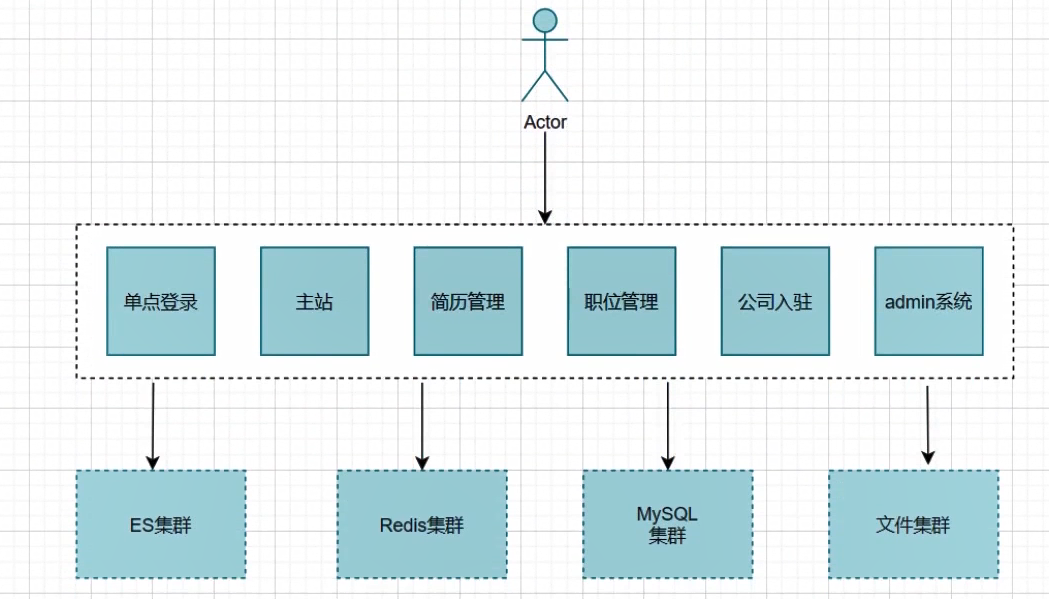 Actor
单点登录
主站
简历管理
职位管理
公司入驻
admin系统
ES集群
Redis集群
MySQL
集群
文件集群